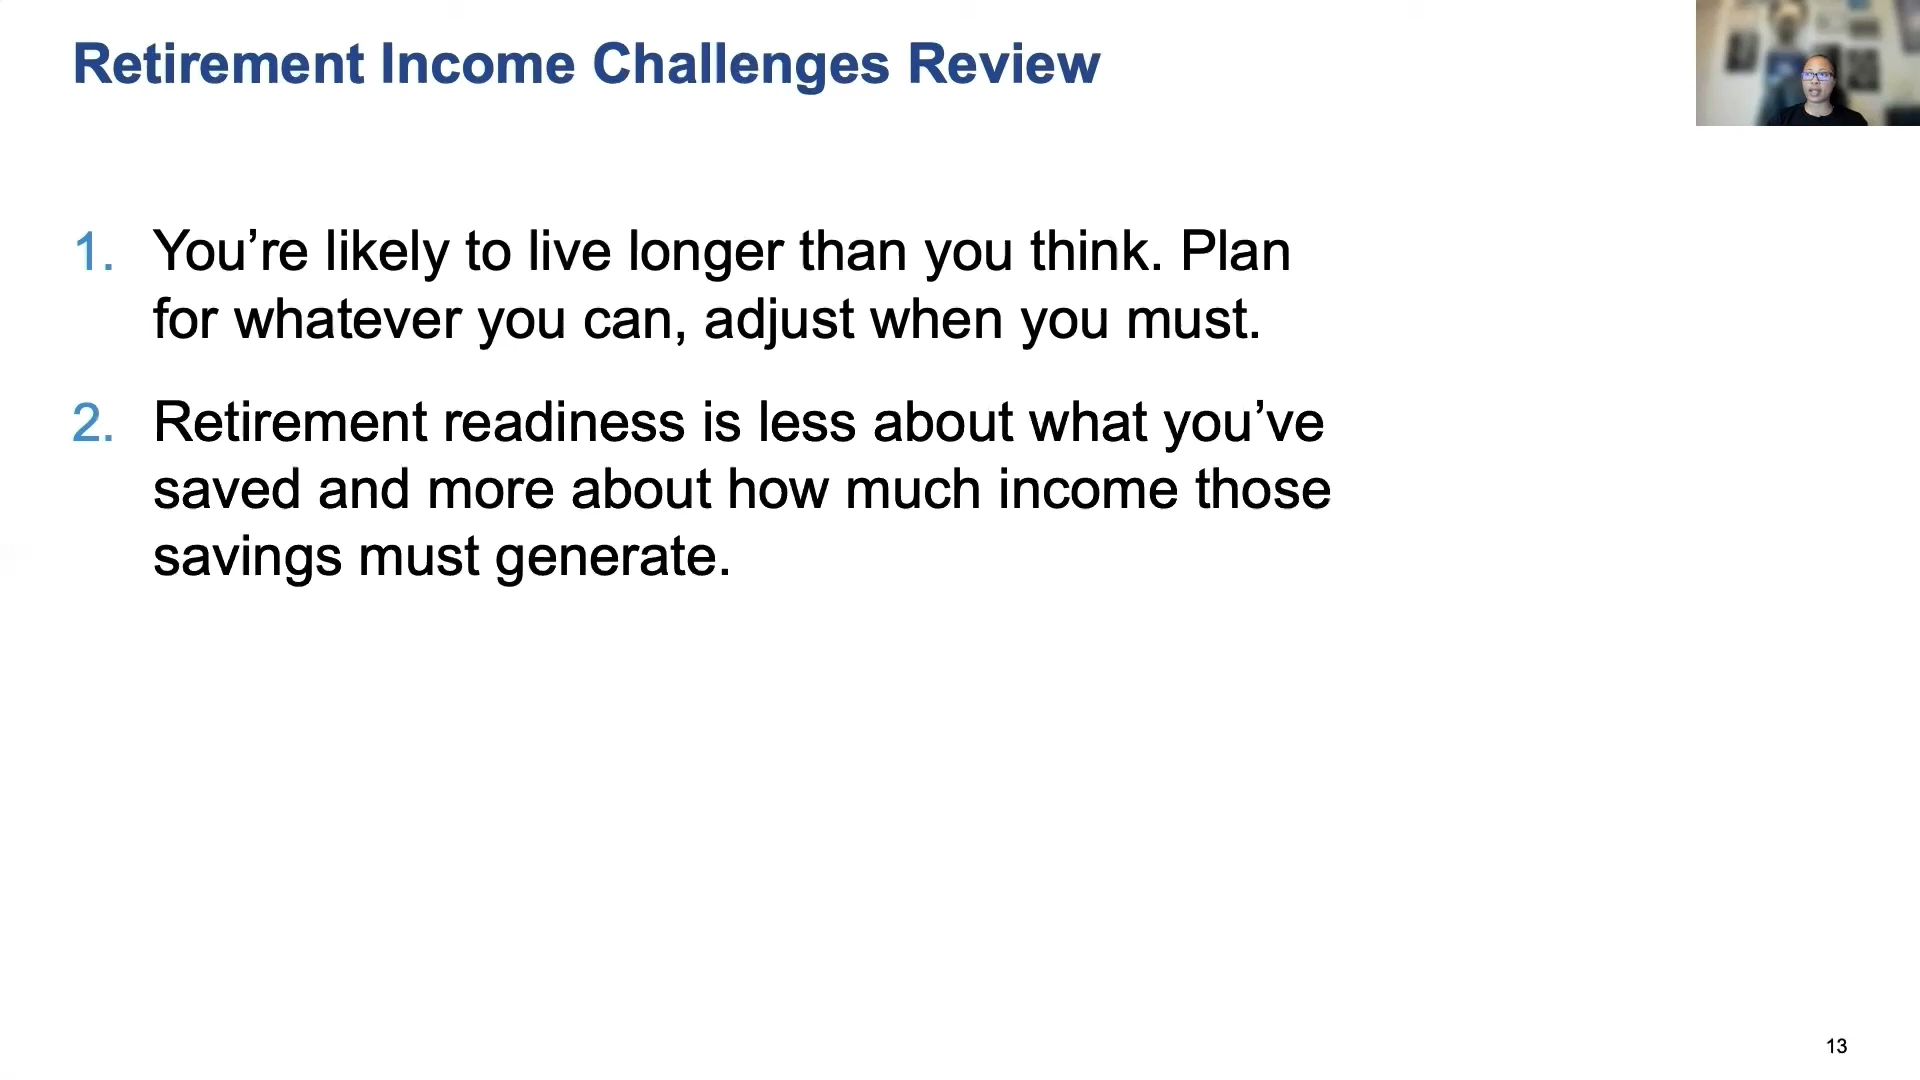 Retirement Income Challenges Review
1. You’re likely to live longer than you think. Plan
for whatever you can, adjust when you must.
2. Retirement readiness is less about what you’ve
saved and more about how much income those
savings must generate.
13